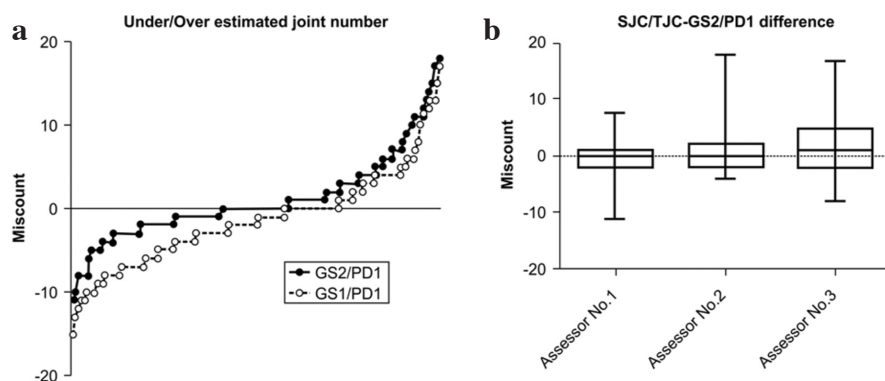 a
Under/Over estimated joint number
Miscount
20
10
0
-10
-20
GS2/PD1
GS1/PD1
b
SJC/TJC-GS2/PD1 difference
Miscount
20
10
0
-10
-20
Assessor No.1
Assessor No.2
Assessor No.3